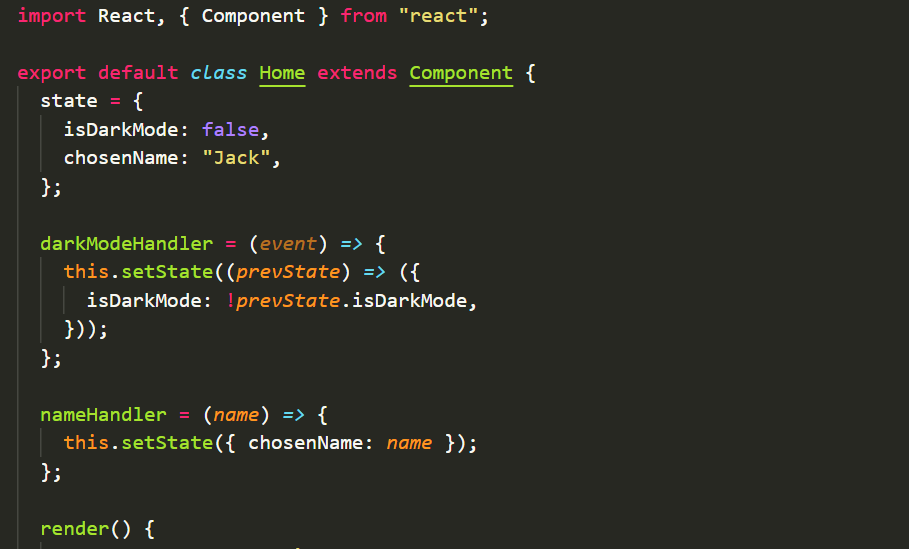 import React, { Component } from "react";
export default class Home extends Component {
state = {
isDarkMode: false,
chosenName: "Jack",
};
darkModeHandler = (event) => {
this.setState((prevState) => ({
isDarkMode: !prevState.isDarkMode,
}));
};
nameHandler = (name) => {
this.setState({ chosenName: name });
};
render() {